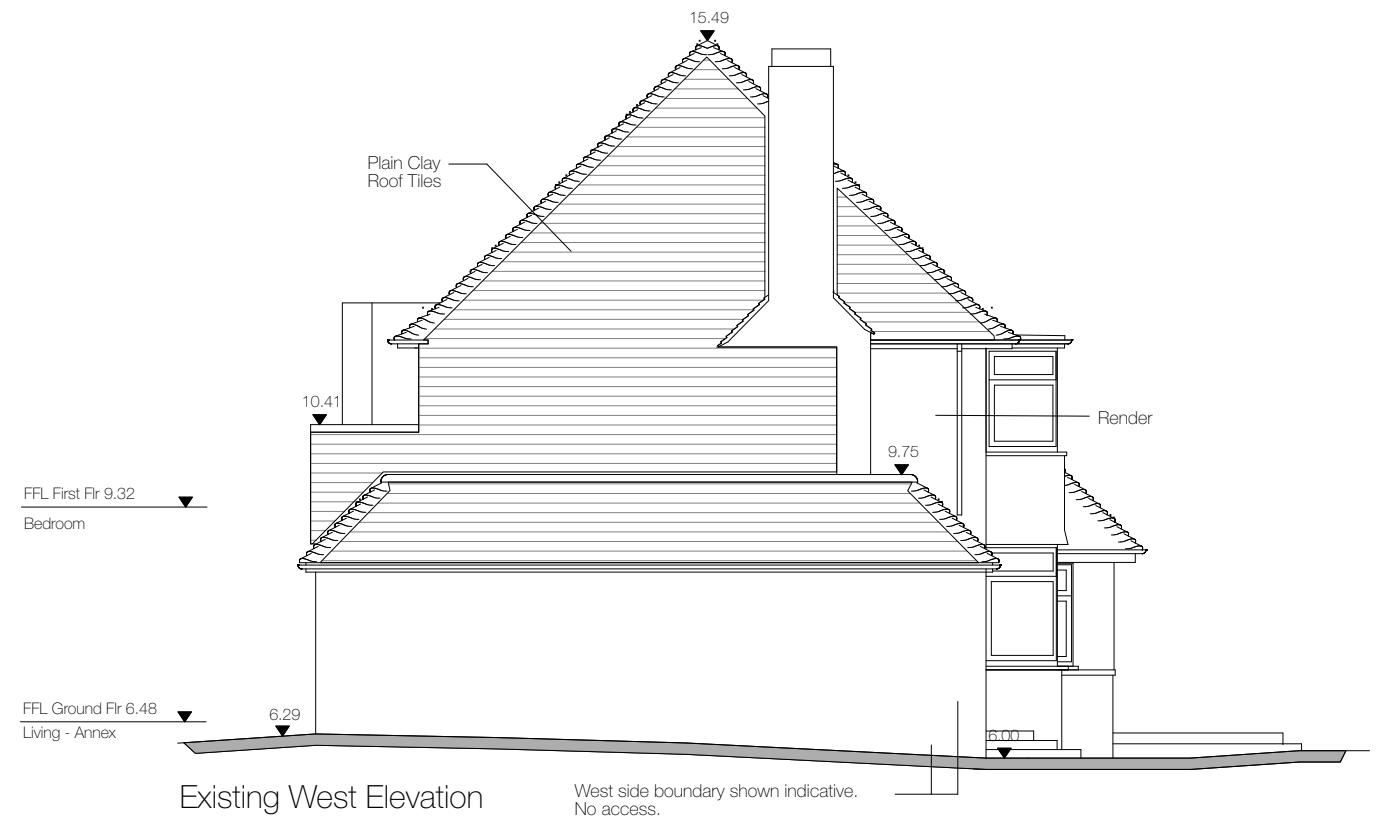 15.49
Plain Clay
Roof Tiles
10.41
Render
9.75
FFL First Flr 9.32
Bedroom
FFL Ground Flr 6.48
Living - Annex
6.29
6.00
Existing West Elevation
West side boundary shown indicative.
No access.